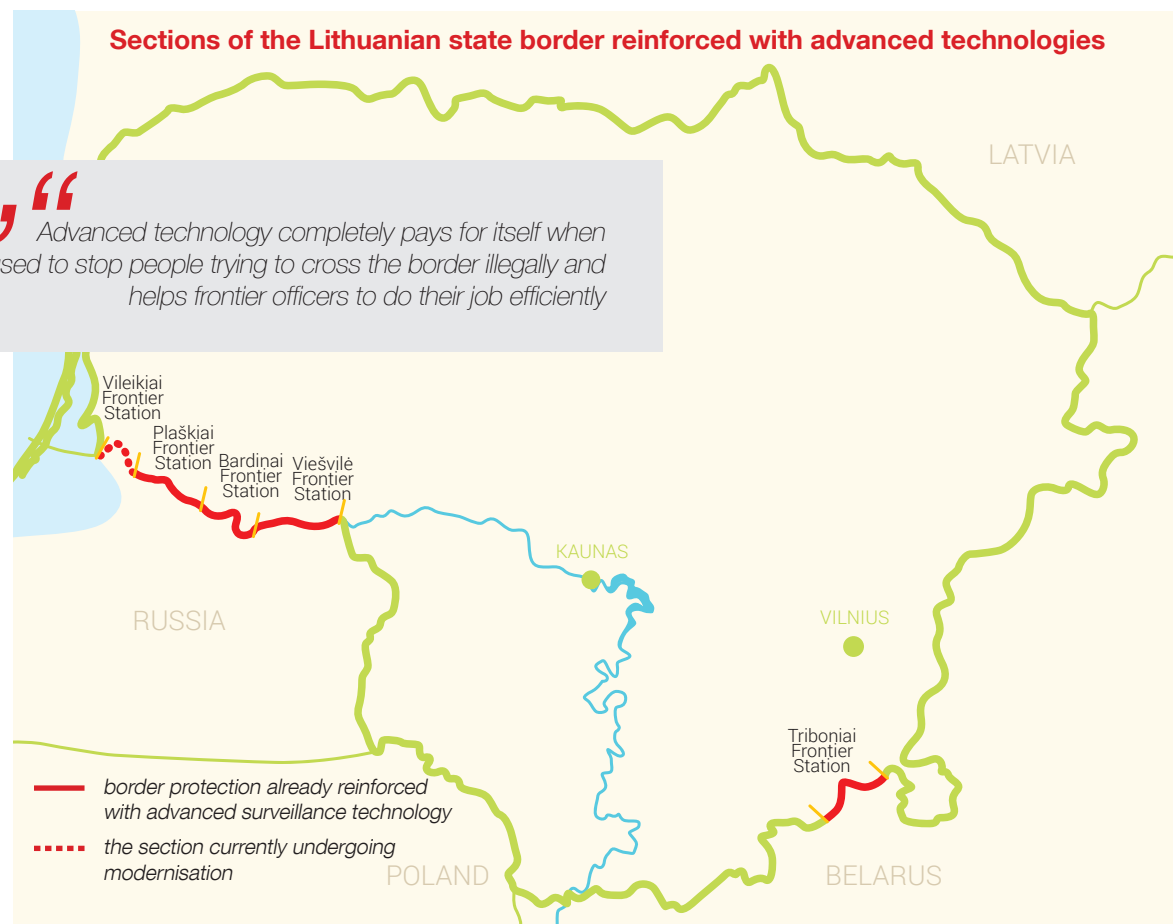 Sections of the Lithuanian state border reinforced with advanced technologies
LATVIA
”“
Advanced technology completely pays for itself when
used to stop people trying to cross the border illegally and
helps frontier officers to do their job efficiently
Vileikiai
Frontier
Station
Plaškiai
Frontier
Station
Bardinai
Frontier
Station
Viešvilė
Frontier
Station
KAUNAS
RUSSIA
VILNIUS
Triboniai
Frontier
Station
border protection already reinforced
with advanced surveillance technology
the section currently undergoing
modernisation
POLAND
BELARUS